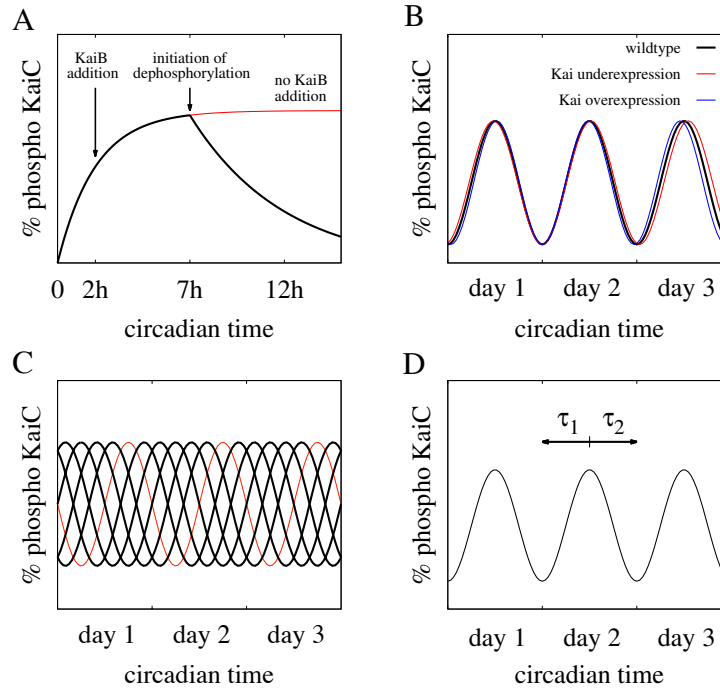 A
% phospho KaiC
KaiB
addition
initiation of
dephosphorylation
no KaiB
addition
0 2h 7h 12h
circadian time
B
% phospho KaiC
wildtype
Kai underexpression
Kai overexpression
day 1 day 2 day 3
circadian time
C
% phospho KaiC
day 1 day 2 day 3
circadian time
D
% phospho KaiC
τ1 τ2
day 1 day 2 day 3
circadian time